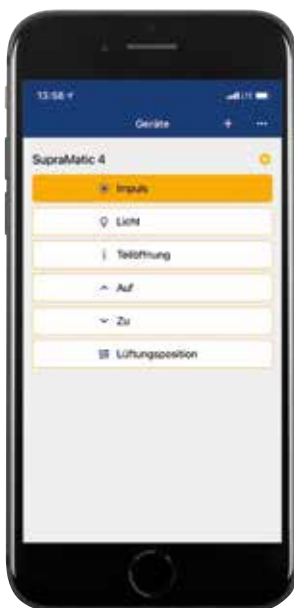 13:58
Geräte + ...
SupraMatic 4
Impuls
Licht
Teilöffnung
Auf
Zu
Lüftungsposition